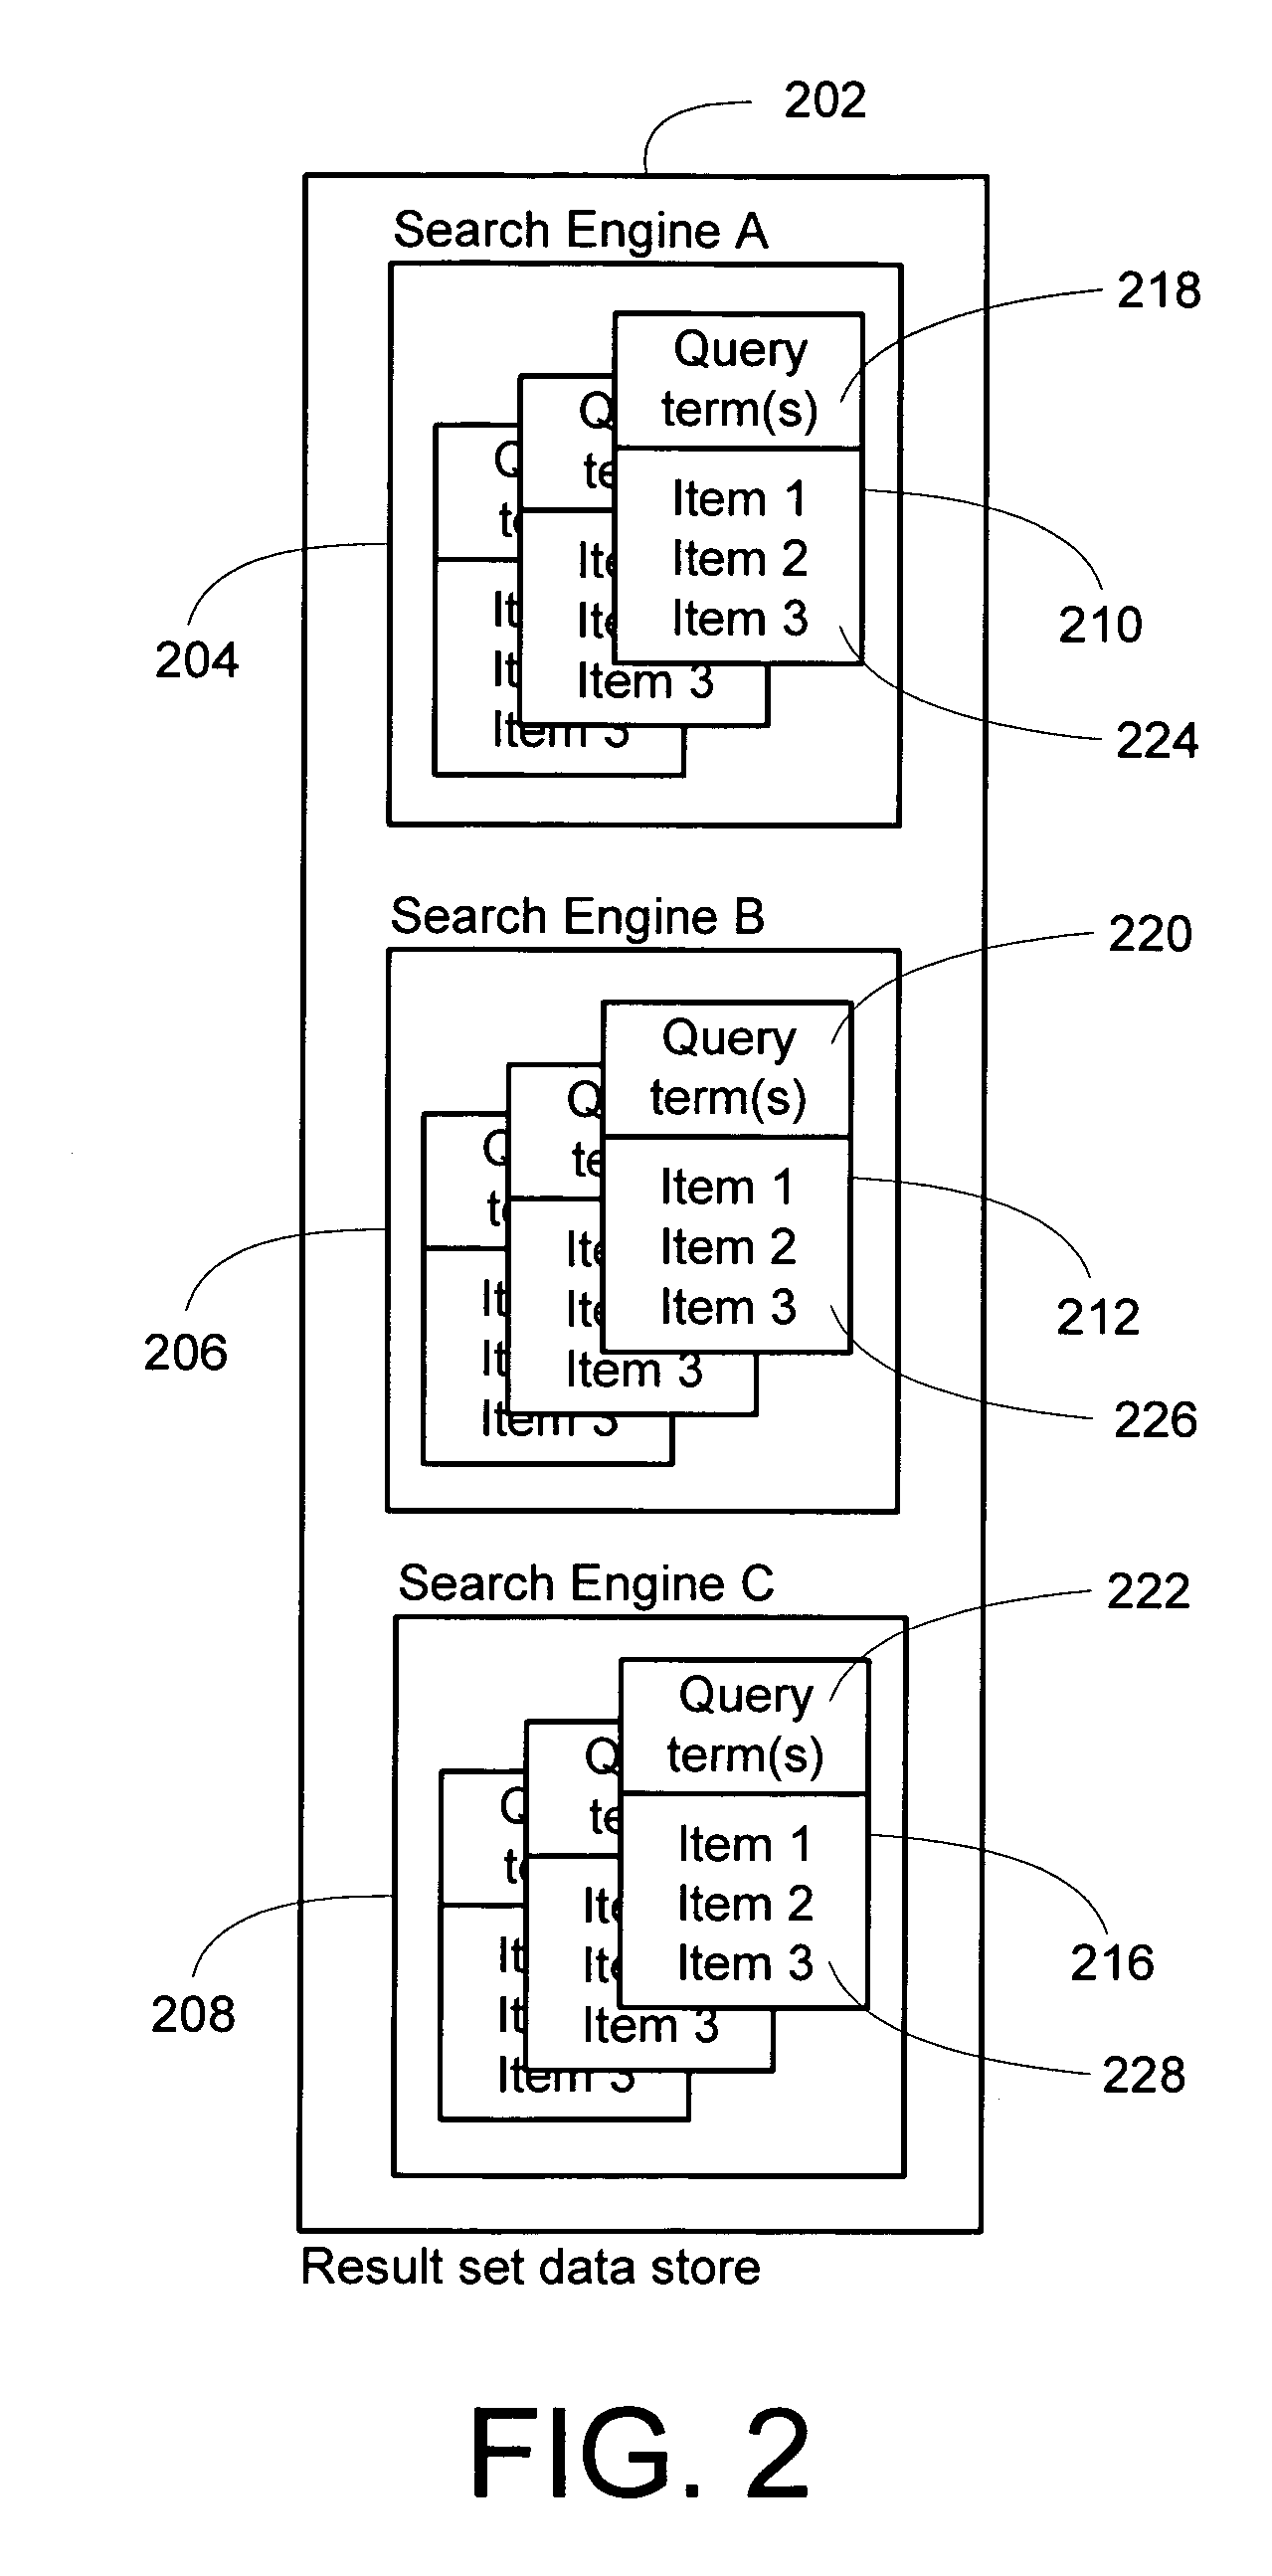 202
Search Engine A
218
Query
term(s)
Q
te
Q
t
Item 1
Item 2
Item 3
Ite
Ite
Item 3
It
It
Item 3
210
204
224
Search Engine B
220
Query
term(s)
Q
te
Q
te
Item 1
Item 2
Item 3
Ite
Ite
Item 3
It
It
Item 3
212
206
226
Search Engine C
222
Query
term(s)
Q
te
Q
te
Item 1
Item 2
Item 3
Ite
Ite
Item 3
It
It
Item 3
216
208
228
Result set data store
FIG. 2